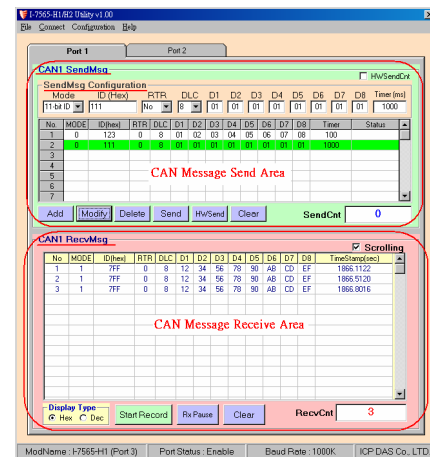 I-7565-H1/H2 Utility v1.00
File Connect Configuration Help
Port 1 Port 2
CAN1 SendMsg
HWSendCnt
SendMsg Configuration
Mode ID (Hex) RTR DLC D1 D2 D3 D4 D5 D6 D7 D8 Timer (ms)
11-bit ID 111 No 8 01 01 01 01 01 01 01 01 1000
No. MODE ID(hex) RTR DLC D1 D2 D3 D4 D5 D6 D7 D8 Timer Status
1 0 123 0 8 01 02 03 04 05 06 07 08 100
2 0 111 0 8 01 01 01 01 01 01 01 01 1000
3
4
5
6
7
CAN Message Send Area
Add Modify Delete Send HWSend Clear SendCnt 0
CAN1 RecvMsg
Scrolling
No MODE ID(hex) RTR DLC D1 D2 D3 D4 D5 D6 D7 D8 TimeStamp(sec)
1 1 7FF 0 8 12 34 56 78 90 AB CD EF 1866.1122
2 1 7FF 0 8 12 34 56 78 90 AB CD EF 1866.5120
3 1 7FF 0 8 12 34 56 78 90 AB CD EF 1866.8016
CAN Message Receive Area
Display Type
Hex Dec
Start Record Rx Pause Clear RecvCnt 3
ModName : I-7565-H1 (Port 3) Port Status : Enable Baud Rate : 1000K ICP DAS Co., LTD.